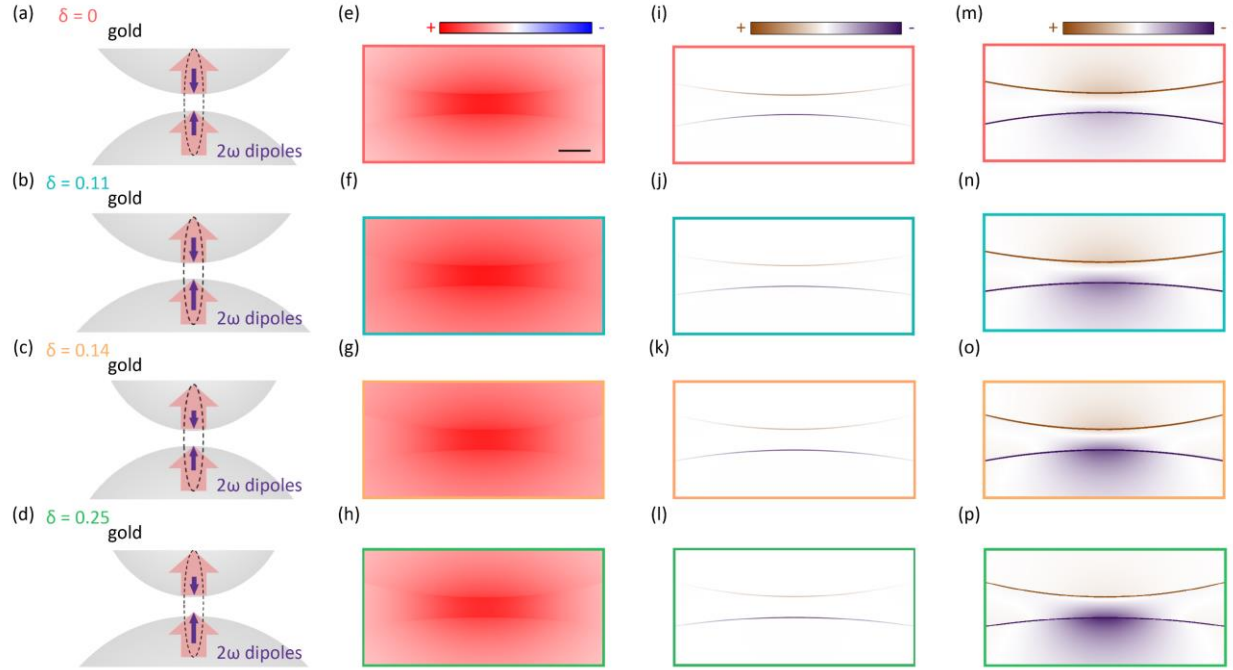 (a)
δ = 0
gold
2ω dipoles
(e)
+ -
(i)
+ -
(m)
+ -
(b)
δ = 0.11
gold
2ω dipoles
(f)
(j)
(n)
(c)
δ = 0.14
gold
2ω dipoles
(g)
(k)
(o)
(d)
δ = 0.25
gold
2ω dipoles
(h)
(l)
(p)